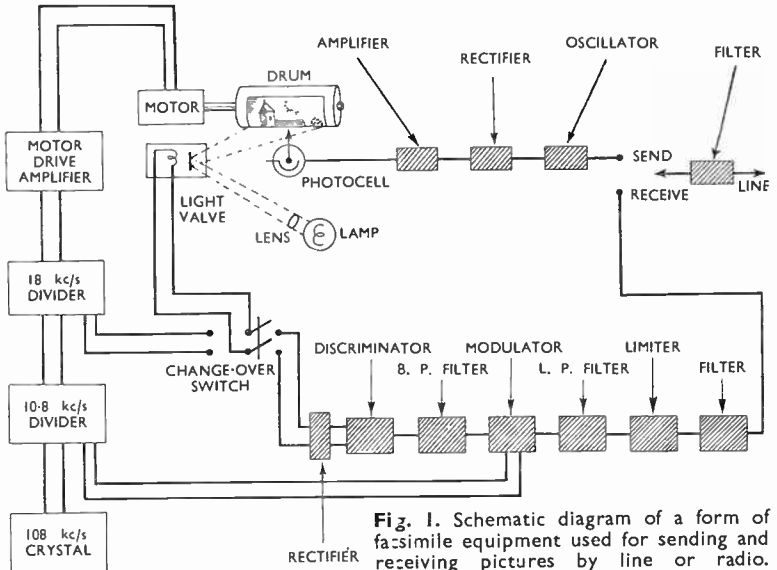 AMPLIFIER
RECTIFIER
OSCILLATOR
FILTER
DRUM
MOTOR
MOTOR
DRIVE
AMPLIFIER
PHOTOCELL
SEND
RECEIVE
LINE
LIGHT
VALVE
LENS
LAMP
18 kc/s
DIVIDER
CHANGE-OVER
SWITCH
DISCRIMINATOR
B. P. FILTER
MODULATOR
L. P. FILTER
LIMITER
FILTER
10·8 kc/s
DIVIDER
108 kc/s
CRYSTAL
RECTIFIER
Fig. 1. Schematic diagram of a form of
facsimile equipment used for sending and
receiving pictures by line or radio.